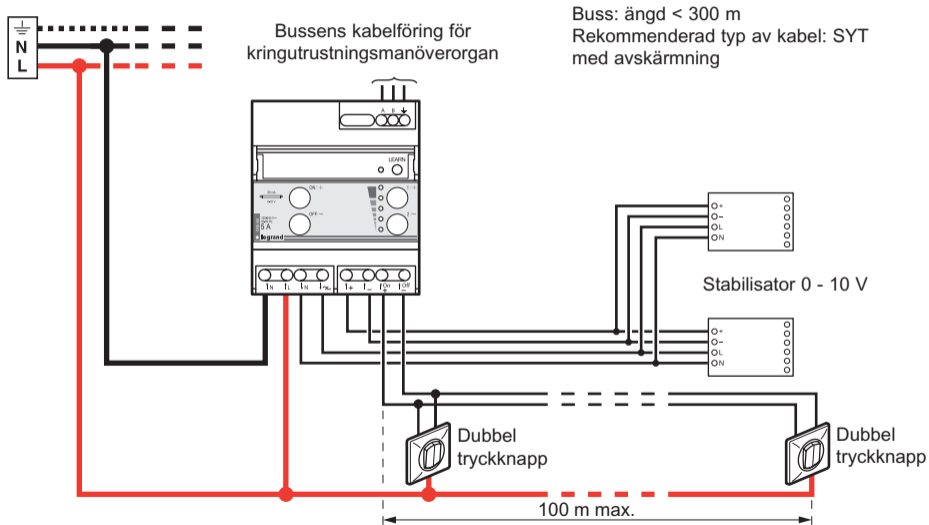 N
L
Bussens kabelföring för
kringutrustningsmanöverorgan
Buss: ängd < 300 m
Rekommenderad typ av kabel: SYT
med avskärmning
A B
LEARN
ON
OFF
5 A
legrand
N L N + - On + Off -
+
-
L
N
Stabilisator 0 - 10 V
+
-
L
N
Dubbel
tryckknapp
Dubbel
tryckknapp
100 m max.